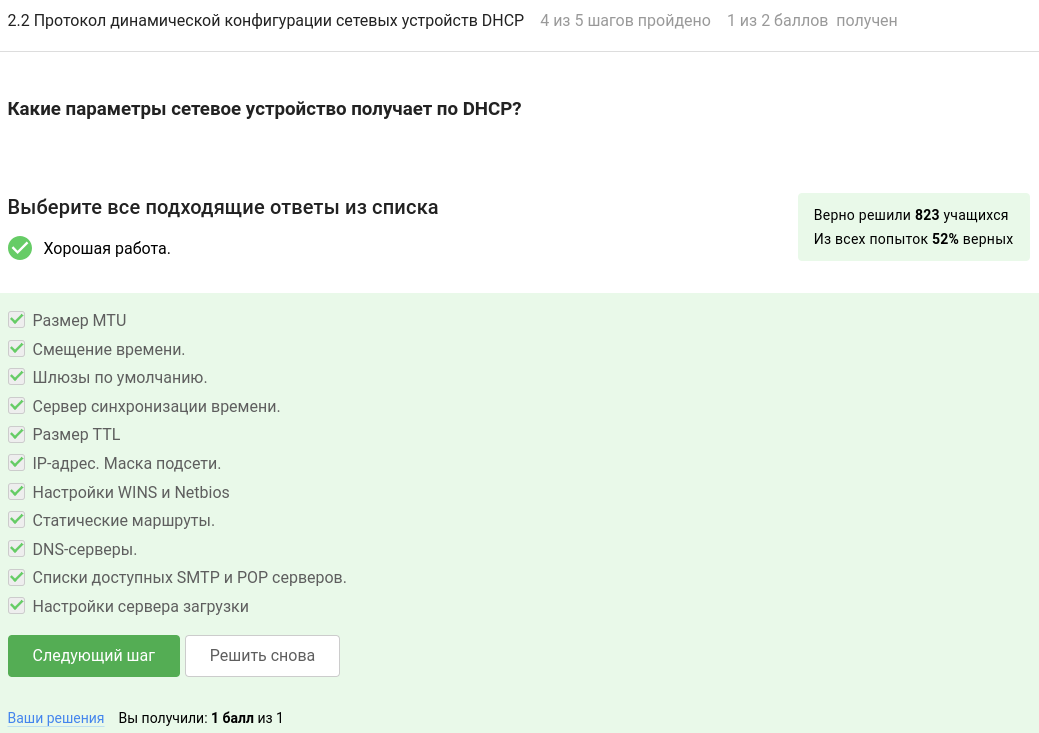 2.2 Протокол динамической конфигурации сетевых устройств DHCP 4 из 5 шагов пройдено 1 из 2 баллов получен
Какие параметры сетевое устройство получает по DHCP?
Выберите все подходящие ответы из списка
Верно решили 823 учащихся
Из всех попыток 52% верных
Хорошая работа.
Размер MTU
Смещение времени.
Шлюзы по умолчанию.
Сервер синхронизации времени.
Размер TTL
IP-адрес. Маска подсети.
Настройки WINS и Netbios
Статические маршруты.
DNS-серверы.
Списки доступных SMTP и POP серверов.
Настройки сервера загрузки
Следующий шаг Решить снова
Ваши решения Вы получили: 1 балл из 1